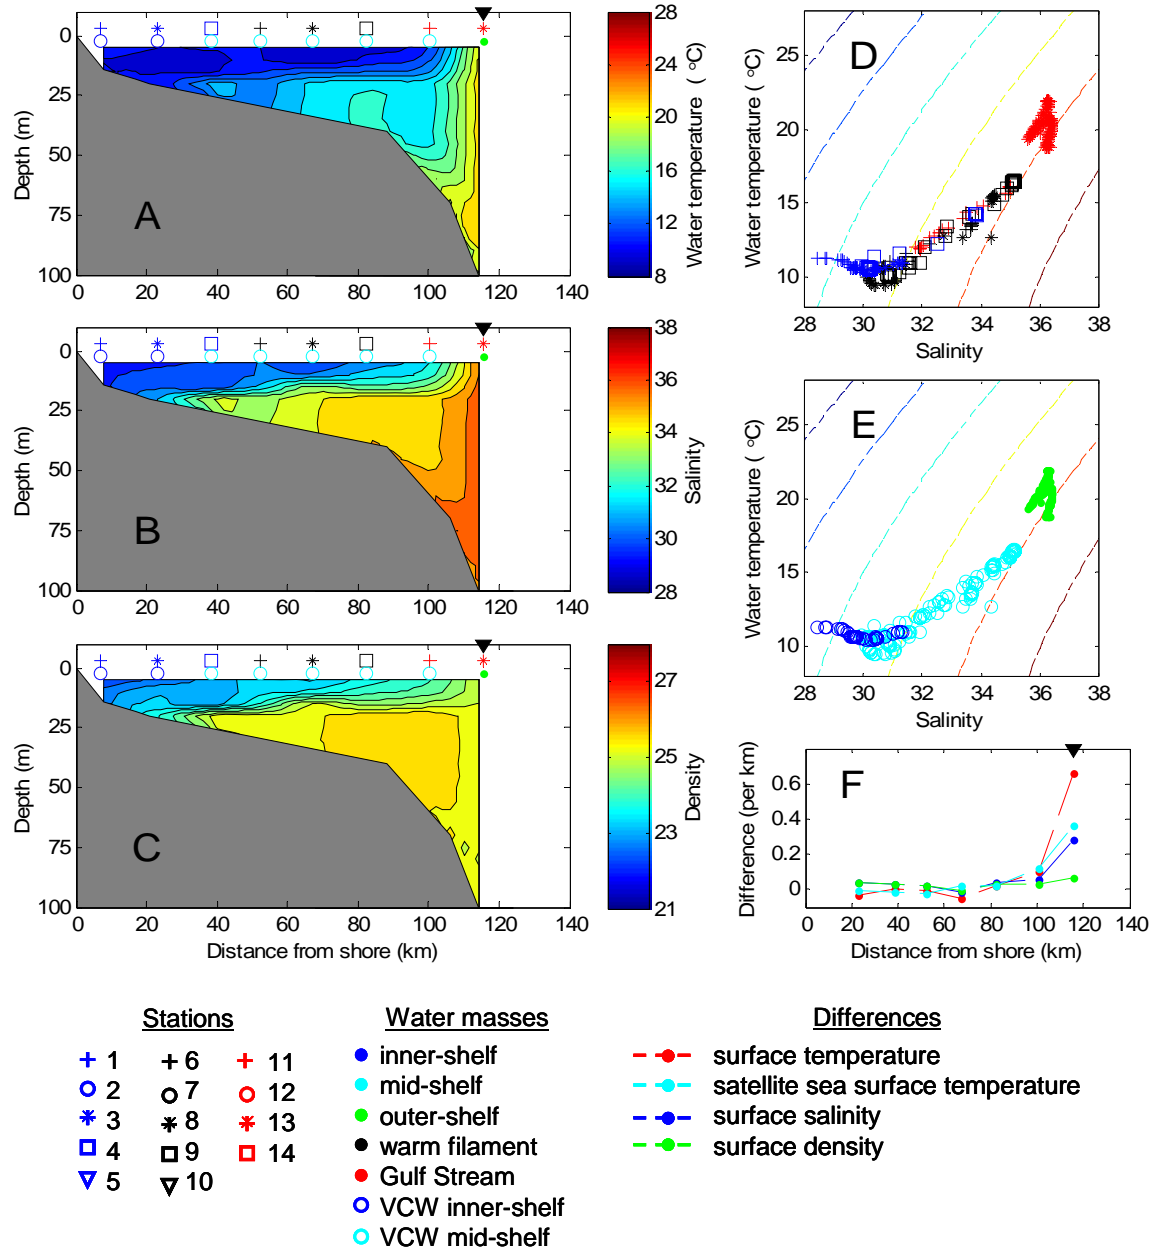 0
25
50
75
100
Depth (m)
A
0 20 40 60 80 100 120 140
28
24
20
16
12
8
Water temperature ( °C)
0
25
50
75
100
Depth (m)
B
0 20 40 60 80 100 120 140
38
36
34
32
30
28
Salinity
0
25
50
75
100
Depth (m)
C
0 20 40 60 80 100 120 140
Distance from shore (km)
27
25
23
21
Density
D
25
20
15
10
Water temperature ( °C)
28 30 32 34 36 38
Salinity
E
25
20
15
10
Water temperature ( °C)
28 30 32 34 36 38
Salinity
F
0.6
0.4
0.2
0
Difference (per km)
0 20 40 60 80 100 120 140
Distance from shore (km)
Stations
1 6 11
2 7 12
3 8 13
4 9 14
5 10
Water masses
inner-shelf
mid-shelf
outer-shelf
warm filament
Gulf Stream
VCW inner-shelf
VCW mid-shelf
Differences
surface temperature
satellite sea surface temperature
surface salinity
surface density